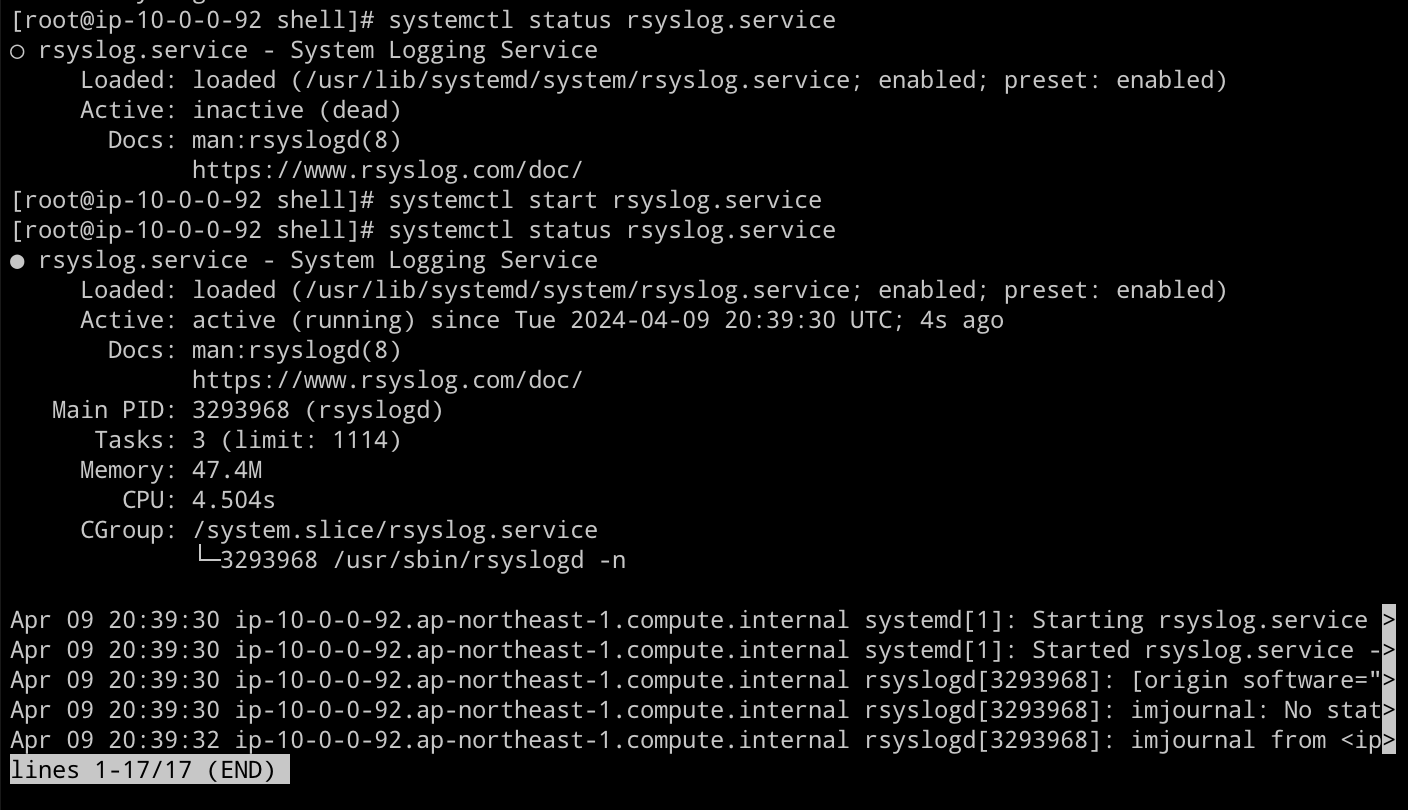 [root@ip-10-0-0-92 shell]# systemctl status rsyslog.service
○ rsyslog.service - System Logging Service
     Loaded: loaded (/usr/lib/systemd/system/rsyslog.service; enabled; preset: enabled)
     Active: inactive (dead)
       Docs: man:rsyslogd(8)
             https://www.rsyslog.com/doc/
[root@ip-10-0-0-92 shell]# systemctl start rsyslog.service
[root@ip-10-0-0-92 shell]# systemctl status rsyslog.service
● rsyslog.service - System Logging Service
     Loaded: loaded (/usr/lib/systemd/system/rsyslog.service; enabled; preset: enabled)
     Active: active (running) since Tue 2024-04-09 20:39:30 UTC; 4s ago
       Docs: man:rsyslogd(8)
             https://www.rsyslog.com/doc/
   Main PID: 3293968 (rsyslogd)
      Tasks: 3 (limit: 1114)
     Memory: 47.4M
        CPU: 4.504s
     CGroup: /system.slice/rsyslog.service
             └─3293968 /usr/sbin/rsyslogd -n

Apr 09 20:39:30 ip-10-0-0-92.ap-northeast-1.compute.internal systemd[1]: Starting rsyslog.service >
Apr 09 20:39:30 ip-10-0-0-92.ap-northeast-1.compute.internal systemd[1]: Started rsyslog.service ->
Apr 09 20:39:30 ip-10-0-0-92.ap-northeast-1.compute.internal rsyslogd[3293968]: [origin software=">
Apr 09 20:39:30 ip-10-0-0-92.ap-northeast-1.compute.internal rsyslogd[3293968]: imjournal: No stat>
Apr 09 20:39:32 ip-10-0-0-92.ap-northeast-1.compute.internal rsyslogd[3293968]: imjournal from <ip>
lines 1-17/17 (END)